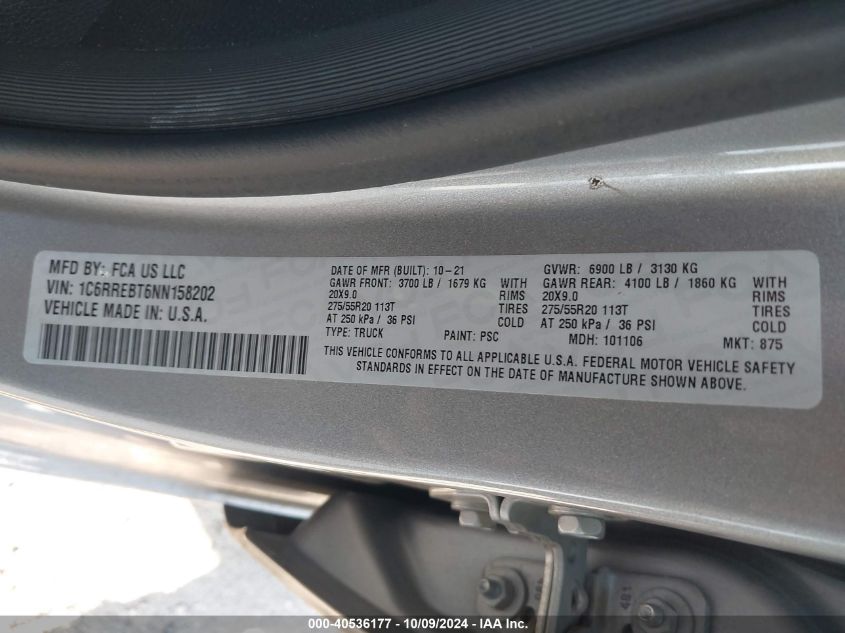 MFD BY: FCA US LLC
VIN: 1C6RREBT6NN158202
VEHICLE MADE IN: U.S.A.
DATE OF MFR (BUILT): 10-21
GAWR FRONT: 3700 LB / 1679 KG WITH
20X9.0 RIMS
275/55R20 113T TIRES
AT 250 kPa / 36 PSI COLD
TYPE: TRUCK PAINT: PSC
GVWR: 6900 LB / 3130 KG
GAWR REAR: 4100 LB / 1860 KG WITH
20X9.0 RIMS
275/55R20 113T TIRES
AT 250 kPa / 36 PSI COLD
MDH: 101106 MKT: 875
THIS VEHICLE CONFORMS TO ALL APPLICABLE U.S.A. FEDERAL MOTOR VEHICLE SAFETY
STANDARDS IN EFFECT ON THE DATE OF MANUFACTURE SHOWN ABOVE.
481
000-40536177 - 10/09/2024 - IAA Inc.